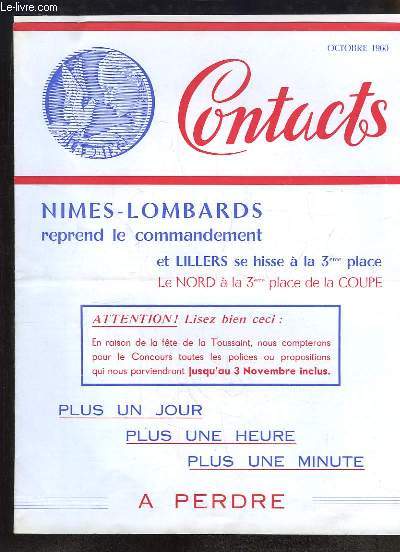 www.le-livre.com
OCTOBRE 1960
Contacts
NIMES-LOMBARDS
reprend le commandement
et LILLERS se hisse à la 3ème place
Le NORD à la 3ème place de la COUPE
ATTENTION! Lisez bien ceci :
En raison de la fête de la Toussaint, nous compterons
pour le Concours toutes les polices ou propositions
qui nous parviendront jusqu'au 3 Novembre inclus.
PLUS UN JOUR
PLUS UNE HEURE
PLUS UNE MINUTE
A PERDRE